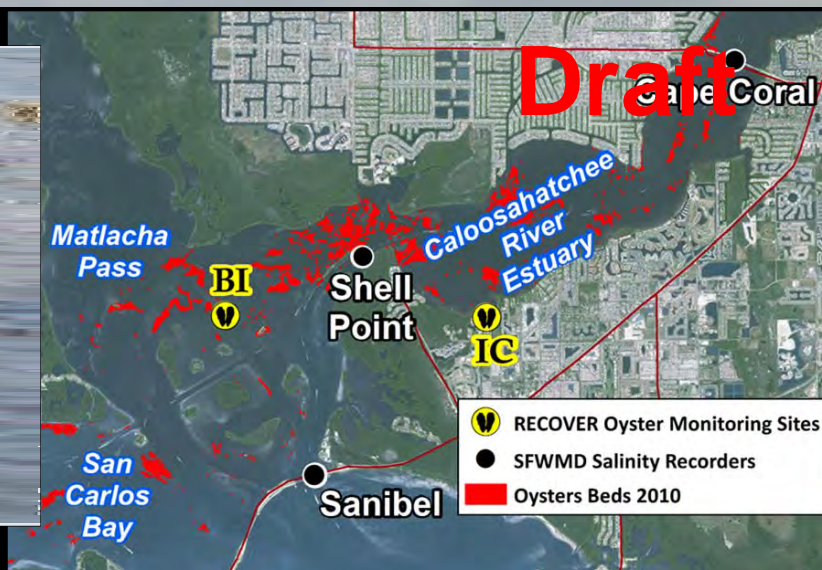 Draft
Cape Coral
Caloosahatchee
River
Estuary
Matlacha
Pass
BI
Shell
Point
IC
San
Carlos
Bay
Sanibel
RECOVER Oyster Monitoring Sites
SFWMD Salinity Recorders
Oysters Beds 2010